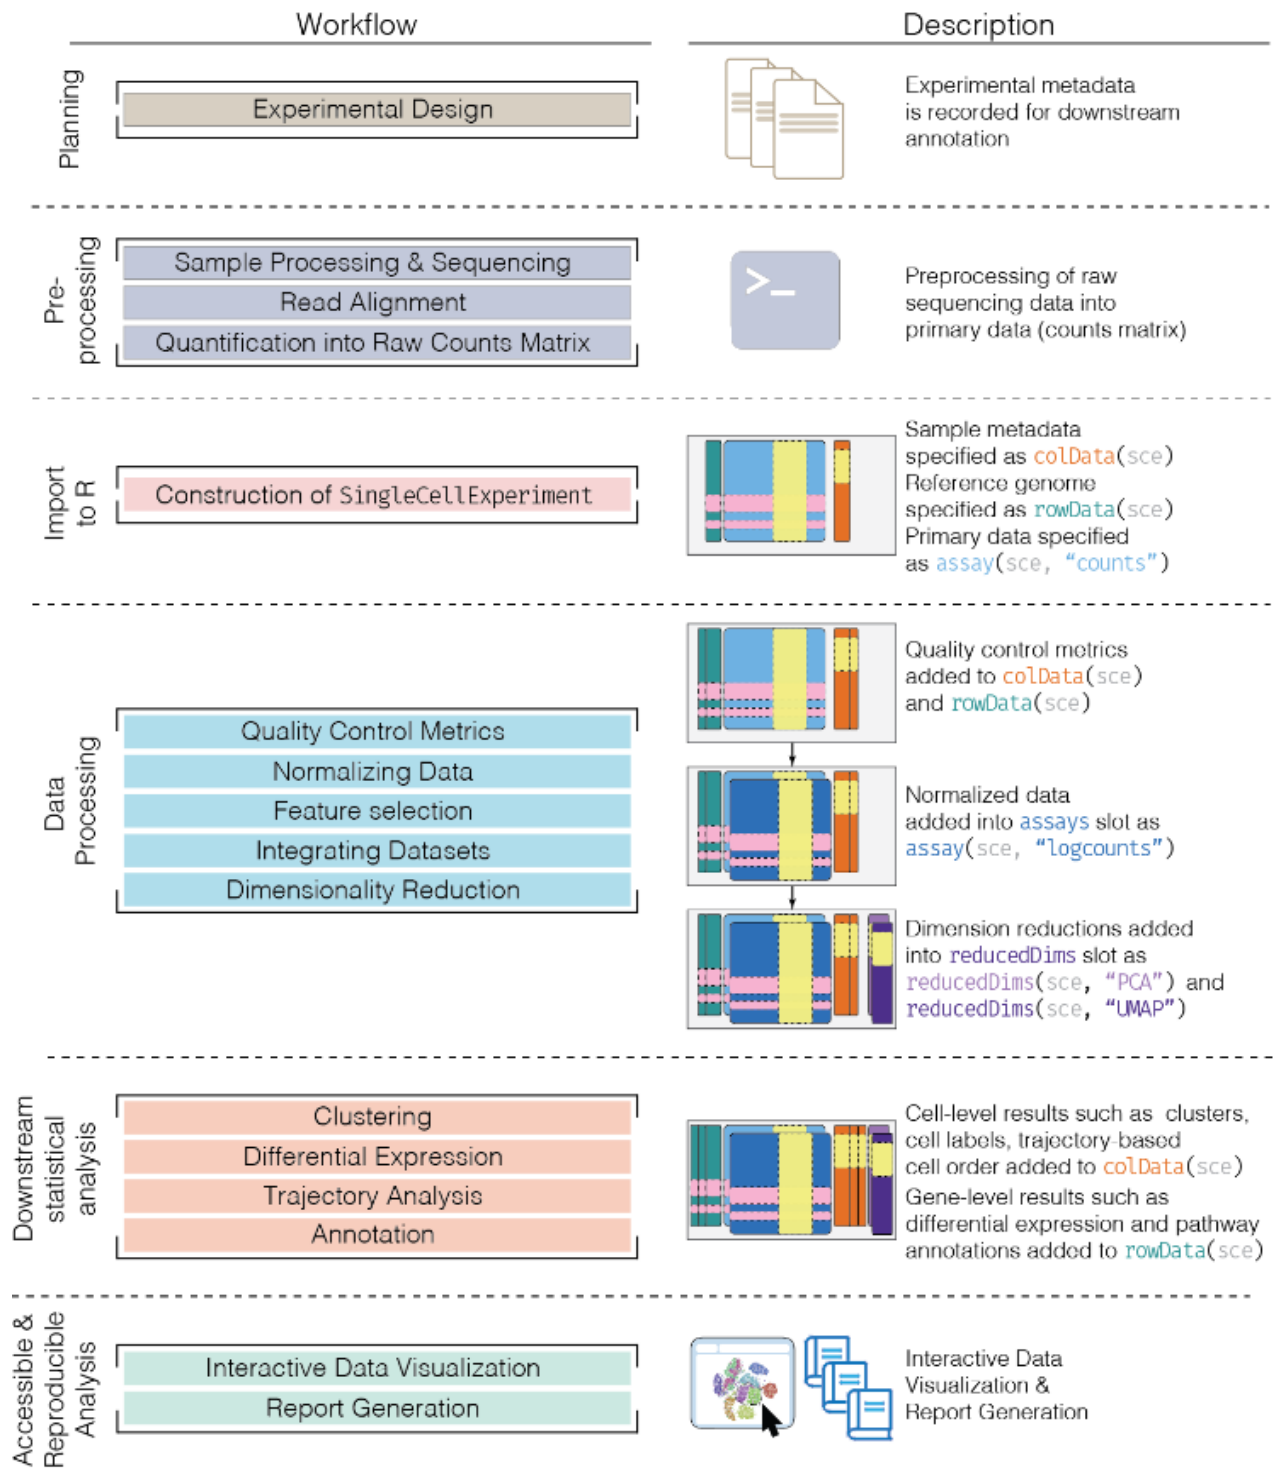 Workflow
Description
Planning
Experimental Design
Experimental metadata
is recorded for downstream
annotation
Pre-
processing
Sample Processing & Sequencing
Read Alignment
Quantification into Raw Counts Matrix
>_
Preprocessing of raw
sequencing data into
primary data (counts matrix)
Import
to R
Construction of SingleCellExperiment
Sample metadata
specified as colData(sce)
Reference genome
specified as rowData(sce)
Primary data specified
as assay(sce, “counts”)
Data
Processing
Quality Control Metrics
Normalizing Data
Feature selection
Integrating Datasets
Dimensionality Reduction
Quality control metrics
added to colData(sce)
and rowData(sce)
Normalized data
added into assays slot as
assay(sce, “logcounts”)
Dimension reductions added
into reducedDims slot as
reducedDims(sce, “PCA”) and
reducedDims(sce, “UMAP”)
Downstream
statistical
analysis
Clustering
Differential Expression
Trajectory Analysis
Annotation
Cell-level results such as clusters,
cell labels, trajectory-based
cell order added to colData(sce)
Gene-level results such as
differential expression and pathway
annotations added to rowData(sce)
Accessible &
Reproducible
Analysis
Interactive Data Visualization
Report Generation
Interactive Data
Visualization &
Report Generation